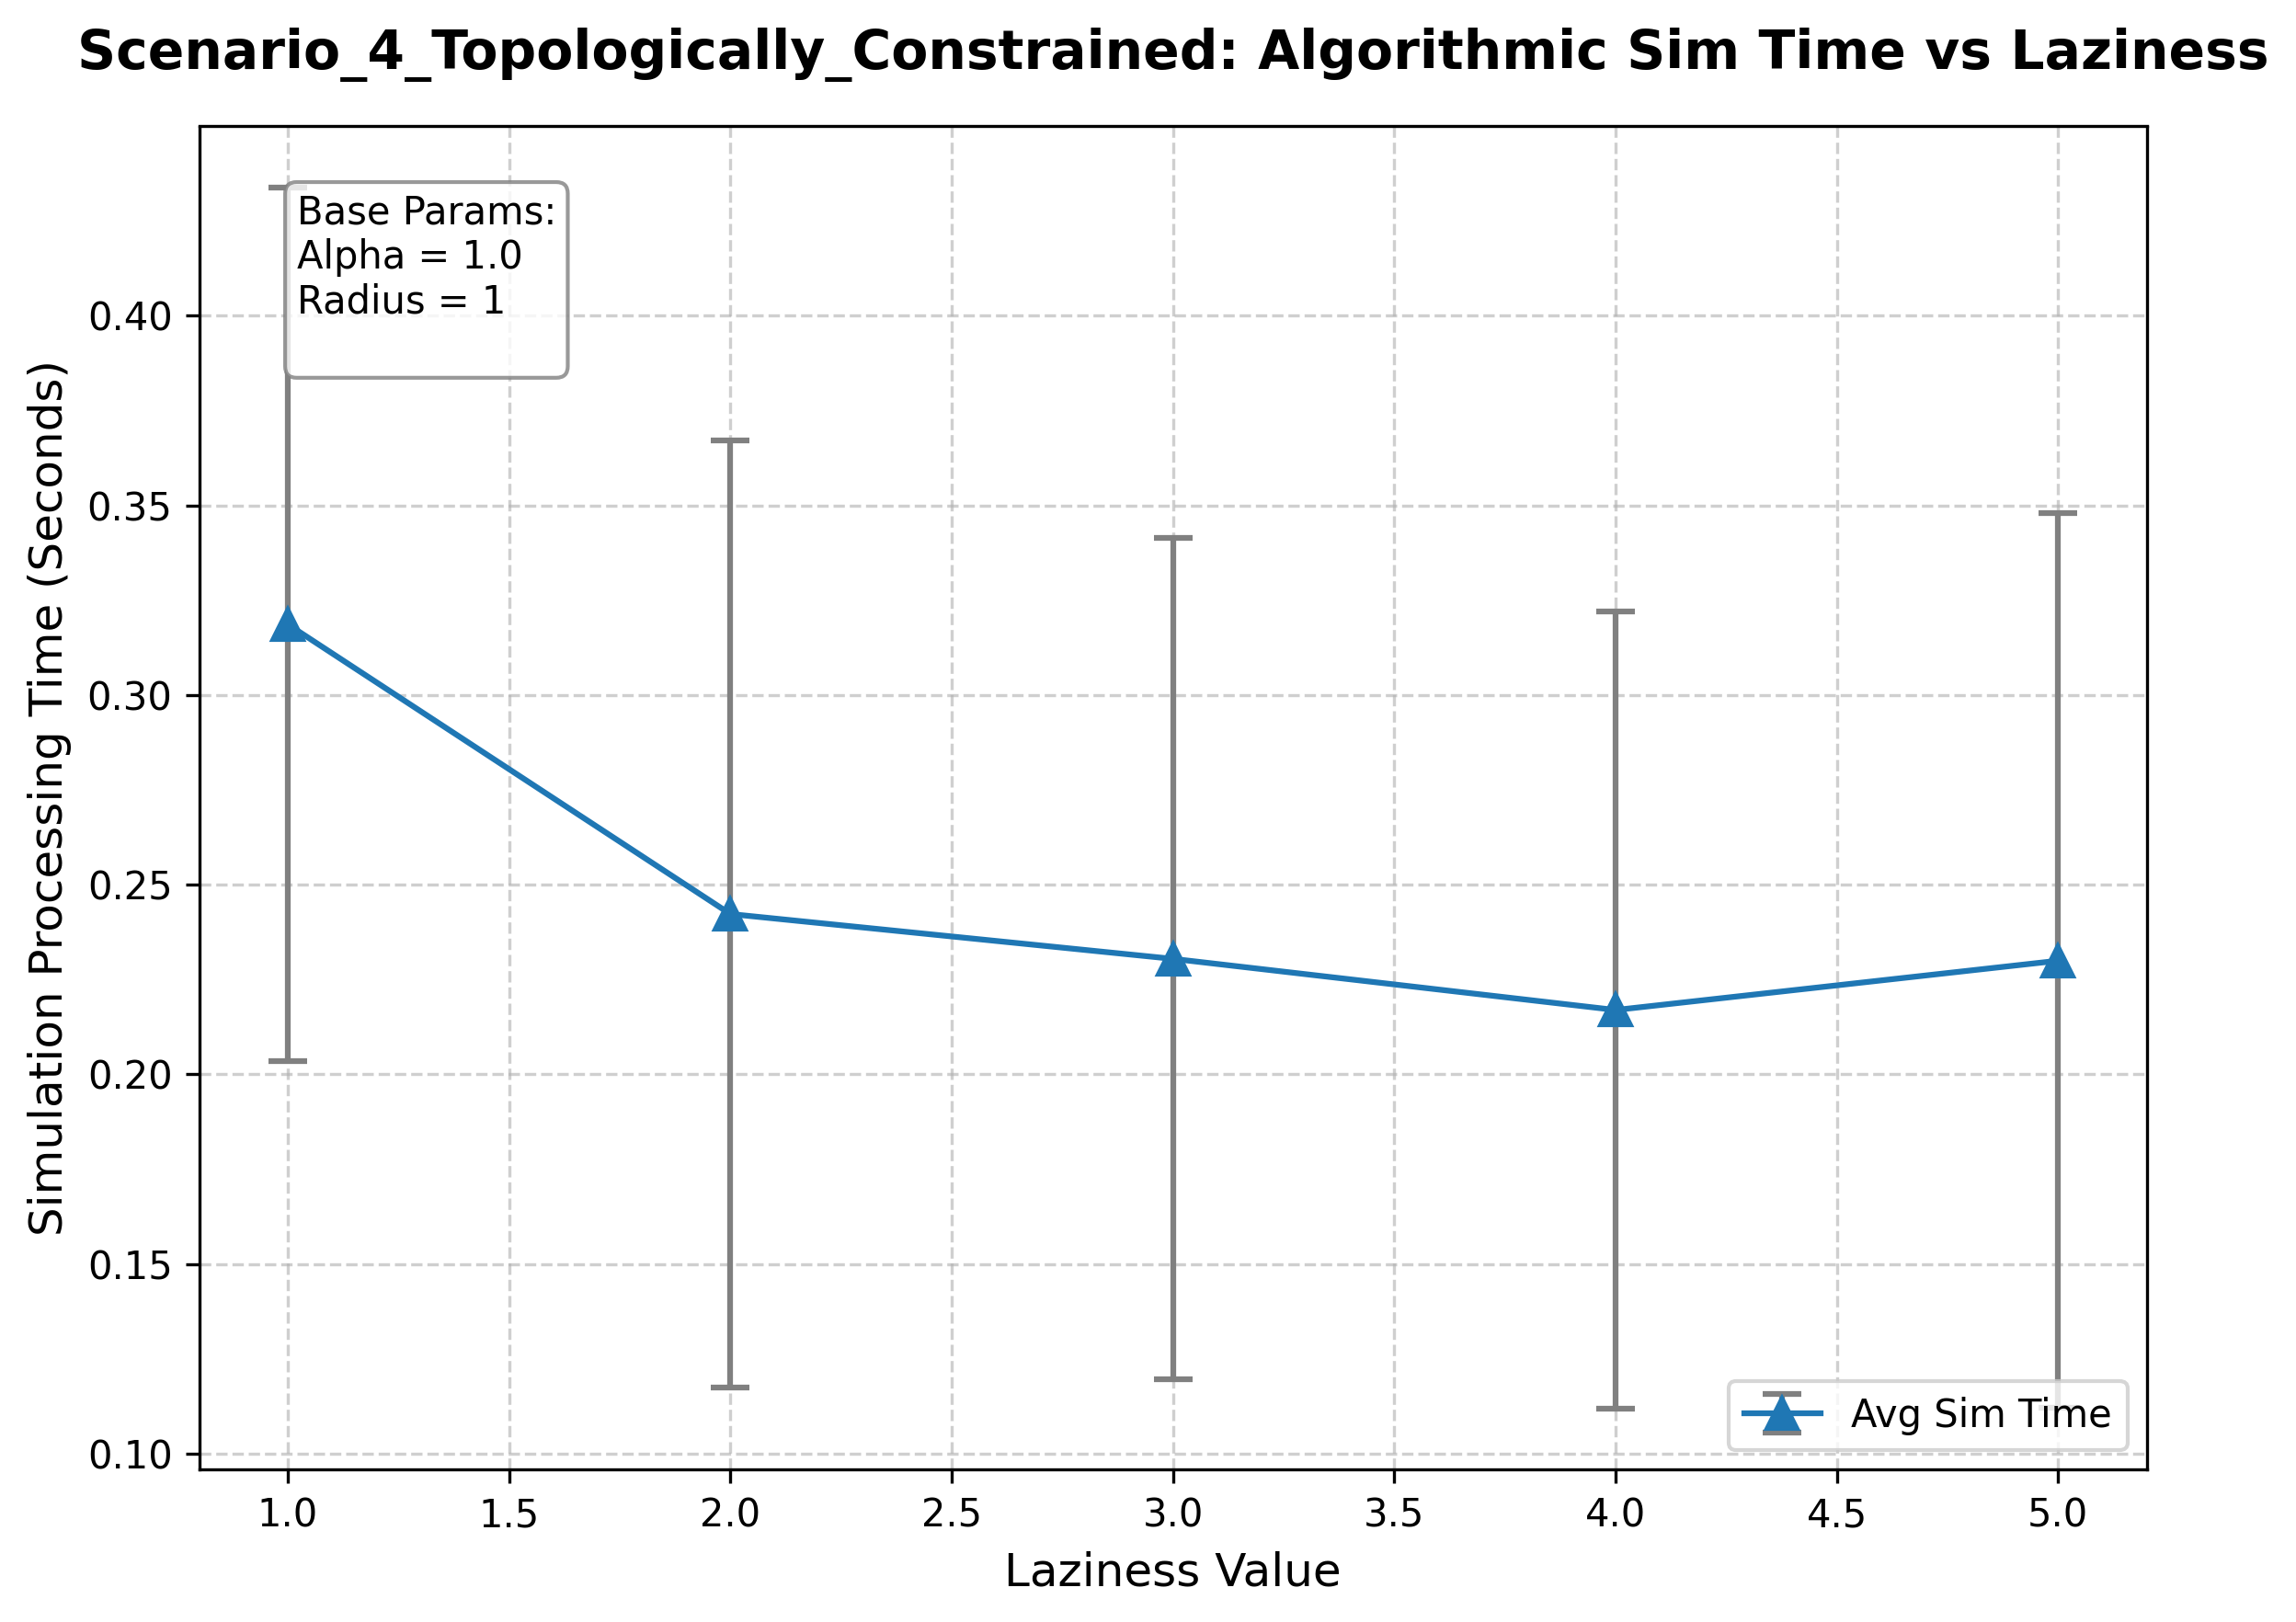 Scenario_4_Topologically_Constrained: Algorithmic Sim Time vs Laziness
Base Params:
Alpha = 1.0
Radius = 1
Simulation Processing Time (Seconds)
0.40
0.35
0.30
0.25
0.20
0.15
0.10
Avg Sim Time
1.0 1.5 2.0 2.5 3.0 3.5 4.0 4.5 5.0
Laziness Value